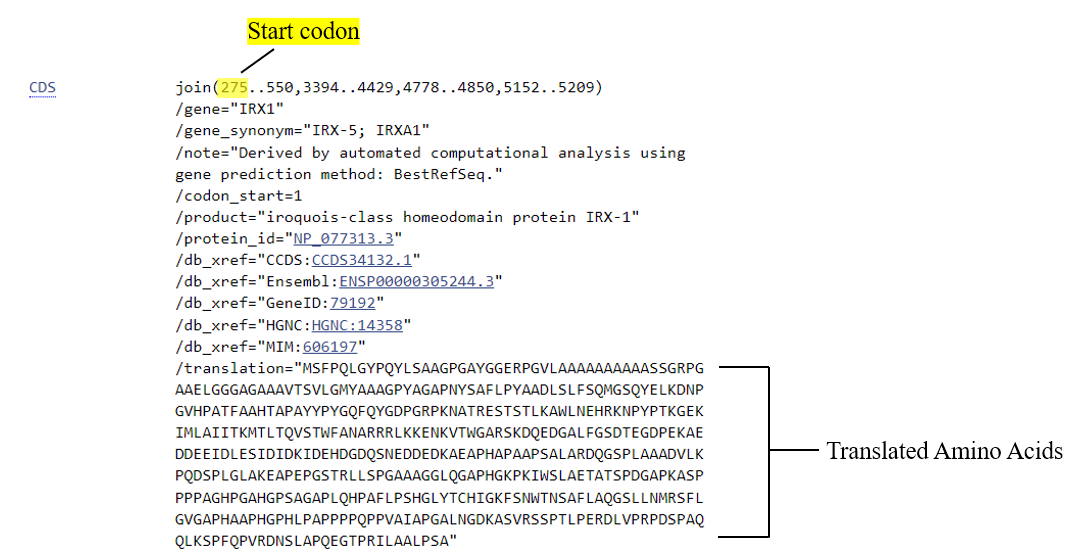 Start codon
CDS join(275..550,3394..4429,4778..4850,5152..5209)
/gene="IRX1"
/gene_synonym="IRX-5; IRXA1"
/note="Derived by automated computational analysis using
gene prediction method: BestRefSeq."
/codon_start=1
/product="iroquois-class homeodomain protein IRX-1"
/protein_id="NP_077313.3"
/db_xref="CCDS:CCDS34132.1"
/db_xref="Ensembl:ENSP00000305244.3"
/db_xref="GeneID:79192"
/db_xref="HGNC:HGNC:14358"
/db_xref="MIM:606197"
/translation="MSFPQLGYPQYLSAAGPGAYGGERPGVLAAAAAAAAAASSGRPG
AAELGGGAGAAAVTSVLGMYAAAGPYAGAPNYSAFLPYAADLSLFSQMGSQYELKDNP
GVHPATFAAHTAPAYYPYGQFQYGDPGRPKNATRESTSTLKAWLNEHRKNPYPTKGEK
IMLAIITKMTLTQVSTWFANARRRLKKENKVTWGARSKDQEDGALFGSDTEGDPEKAE
DDEEIDLESIDIDKIDEHDGDQSNEDDEDKAEAPHAPAAPSALARDQGSPLAAADVLK
PQDSPLGLAKEAPEPGSTRLLSPGAAAGGLQGAPHGKPKIWSLAETATSPDGAPKASP
PPPAGHPGAHGPSAGAPLQHPAFLPSHGLYTCHIGKFSNWTNSAFLAQGSLLNMRSFL
GVGAPHAAPHGPHLPAPPPPQPPVAIAPGALNGDKASVRSSPTLPERDLVPRPDSPAQ
QLKSPFQPVRDNSLAPQEGTPRILAALPSA"
Translated Amino Acids